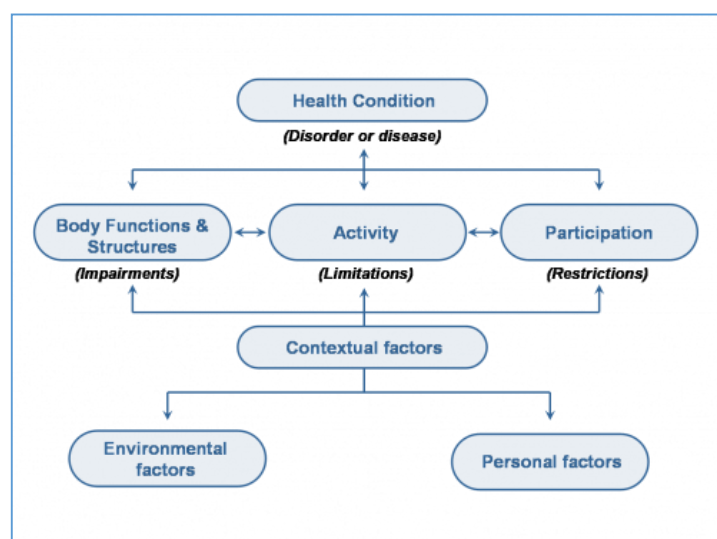 Health Condition
(Disorder or disease)
Body Functions &
Structures
Activity
Participation
(Impairments)
(Limitations)
(Restrictions)
Contextual factors
Environmental
factors
Personal factors